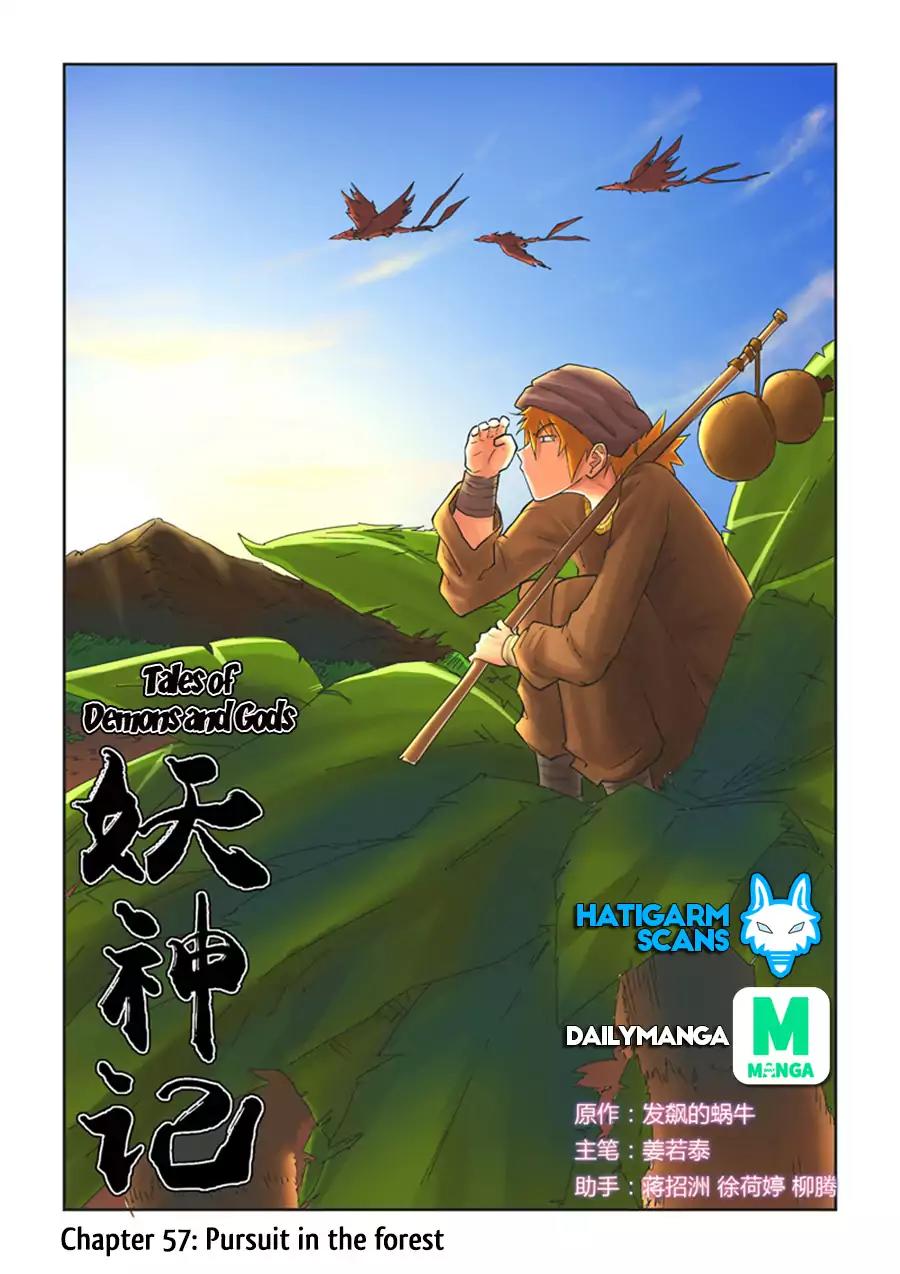 Tales of
Demons and Gods
妖神记
HATIGARM
SCANS
DAILYMANGA
M
MANGA
原作：发飙的蜗牛
主笔：姜若泰
助手：蒋招洲 徐荷婷 柳腾
Chapter 57: Pursuit in the forest